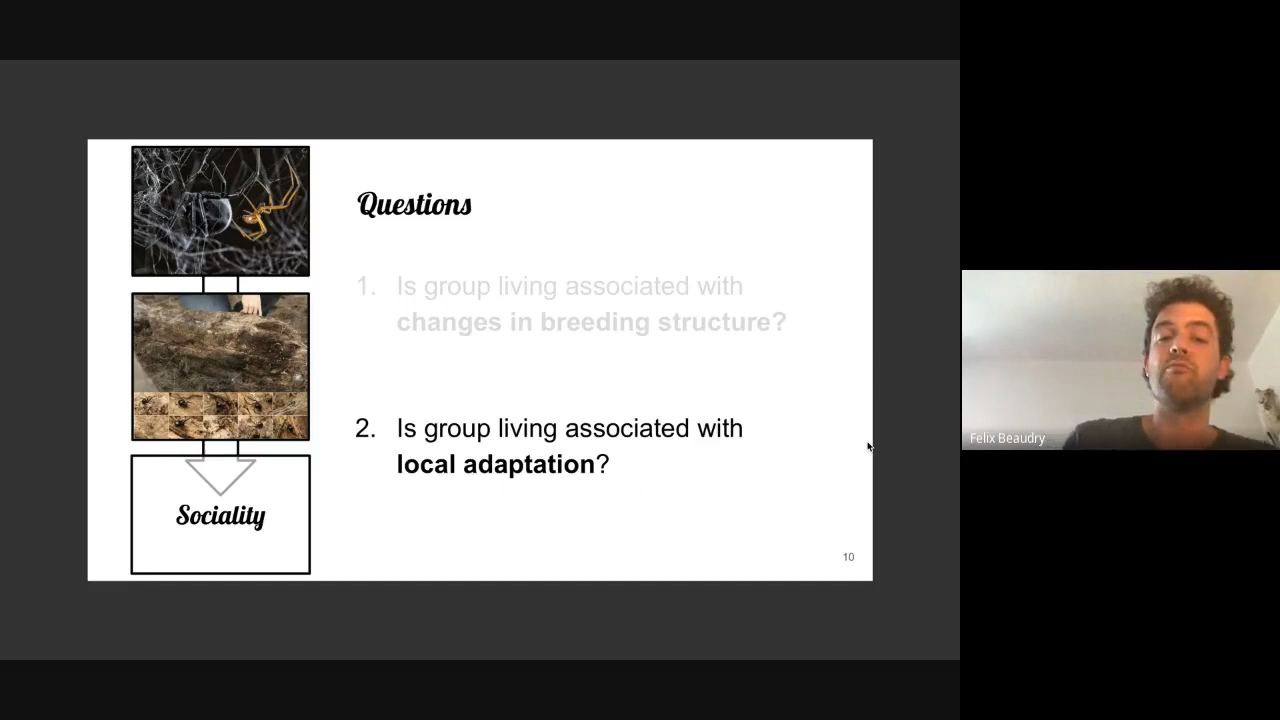 Questions
1. Is group living associated with
changes in breeding structure?
2. Is group living associated with
local adaptation?
Sociality
10
Felix Beaudry